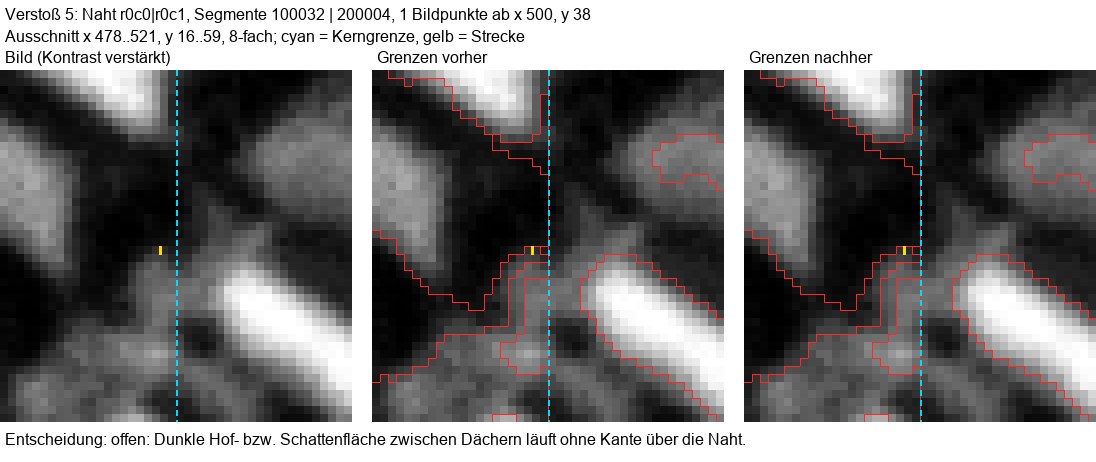 Verstoß 5: Naht r0c0|r0c1, Segmente 100032 | 200004, 1 Bildpunkte ab x 500, y 38
Ausschnitt x 478..521, y 16..59, 8-fach; cyan = Kerngrenze, gelb = Strecke
Bild (Kontrast verstärkt)
Grenzen vorher
Grenzen nachher
Entscheidung: offen: Dunkle Hof- bzw. Schattenfläche zwischen Dächern läuft ohne Kante über die Naht.